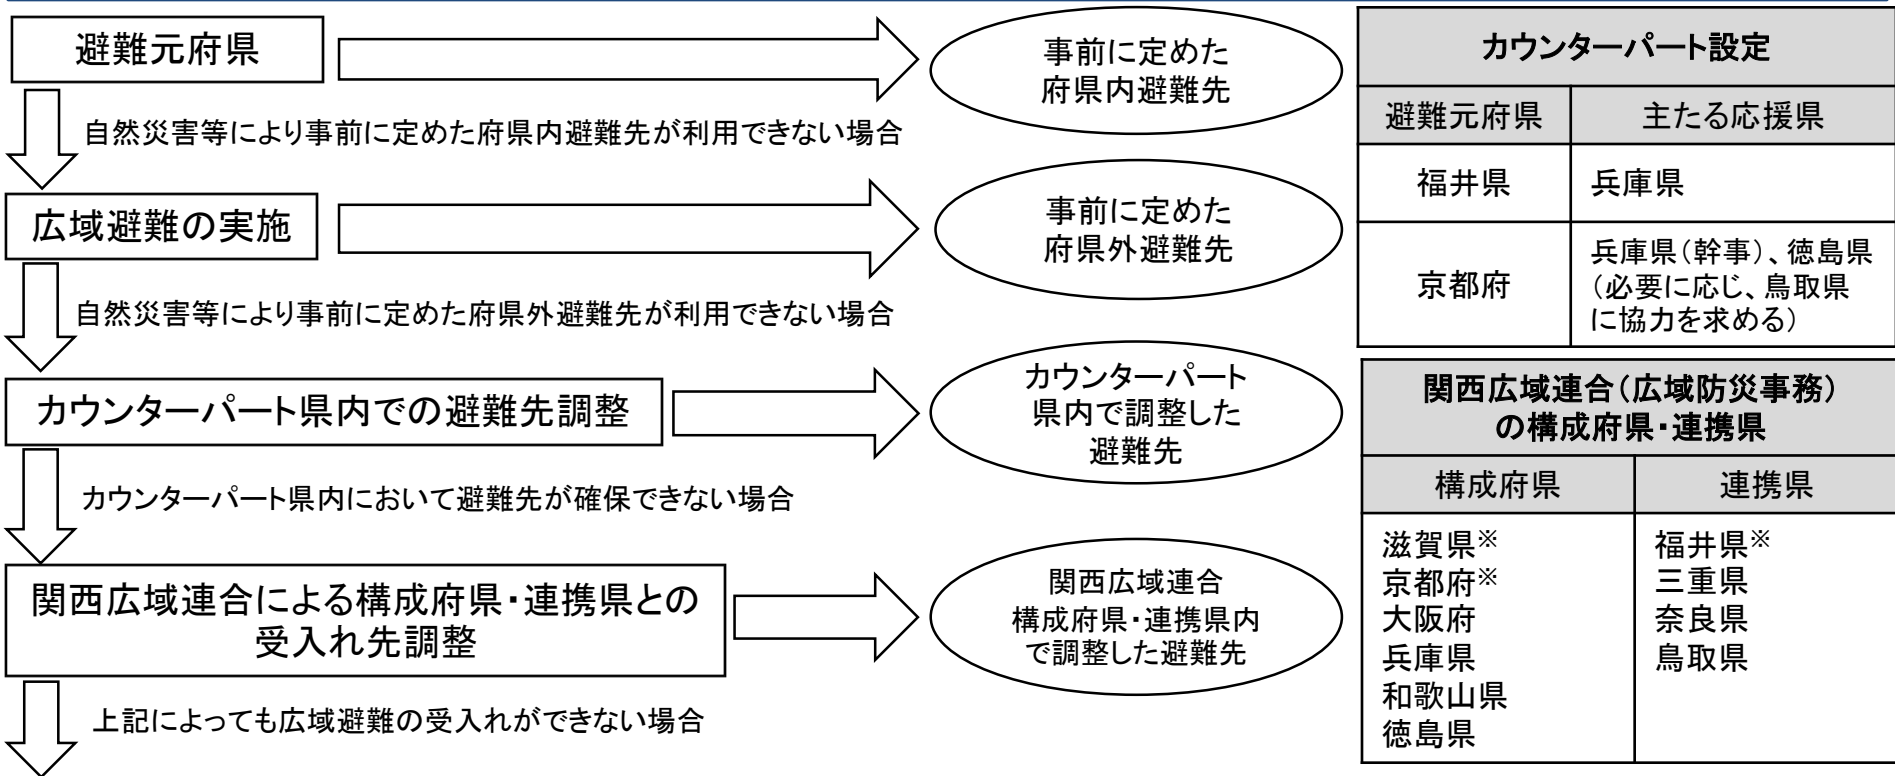 避難元府県
事前に定めた
府県内避難先
自然災害等により事前に定めた府県内避難先が利用できない場合
広域避難の実施
事前に定めた
府県外避難先
自然災害等により事前に定めた府県外避難先が利用できない場合
カウンターパート県内での避難先調整
カウンターパート
県内で調整した
避難先
カウンターパート県内において避難先が確保できない場合
関西広域連合による構成府県・連携県との
受入れ先調整
関西広域連合
構成府県・連携県内
で調整した避難先
上記によっても広域避難の受入れができない場合
カウンターパート設定
避難元府県 主たる応援県
福井県 兵庫県
京都府
兵庫県(幹事)、徳島県
(必要に応じ、鳥取県
に協力を求める)
関西広域連合(広域防災事務)
の構成府県・連携県
構成府県 連携県
滋賀県※ 福井県※
京都府※ 三重県
大阪府 奈良県
兵庫県 鳥取県
和歌山県
徳島県